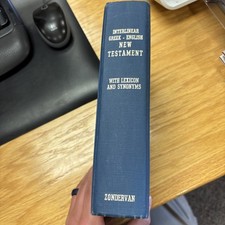 INTERLINEAR
GREEK - ENGLISH
NEW
TESTAMENT
WITH LEXICON
AND SYNONYMS
ZONDERVAN